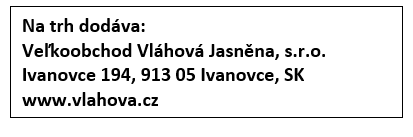 Na trh dodáva:
Veľkoobchod Vláhová Jasněna, s.r.o.
Ivanovce 194, 913 05 Ivanovce, SK
www.vlahova.cz